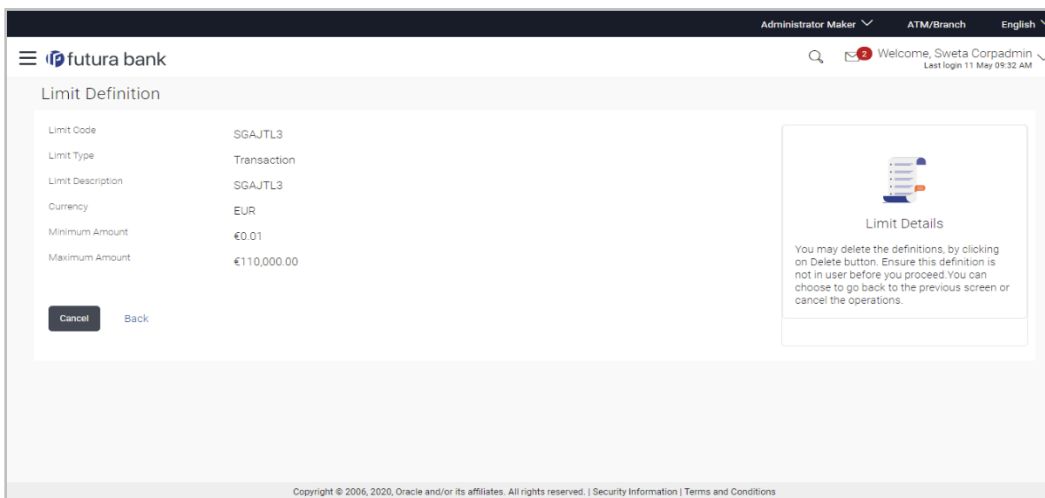 Administrator Maker ATM/Branch English
futura bank
2 Welcome, Sweta Corpadmin
Last login 11 May 09:32 AM
Limit Definition
Limit Code SGAJTL3
Limit Type Transaction
Limit Description SGAJTL3
Currency EUR
Minimum Amount €0.01
Maximum Amount €110,000.00
Cancel Back
Limit Details
You may delete the definitions, by clicking
on Delete button. Ensure this definition is
not in user before you proceed.You can
choose to go back to the previous screen or
cancel the operations.
Copyright © 2006, 2020, Oracle and/or its affiliates. All rights reserved. | Security Information | Terms and Conditions